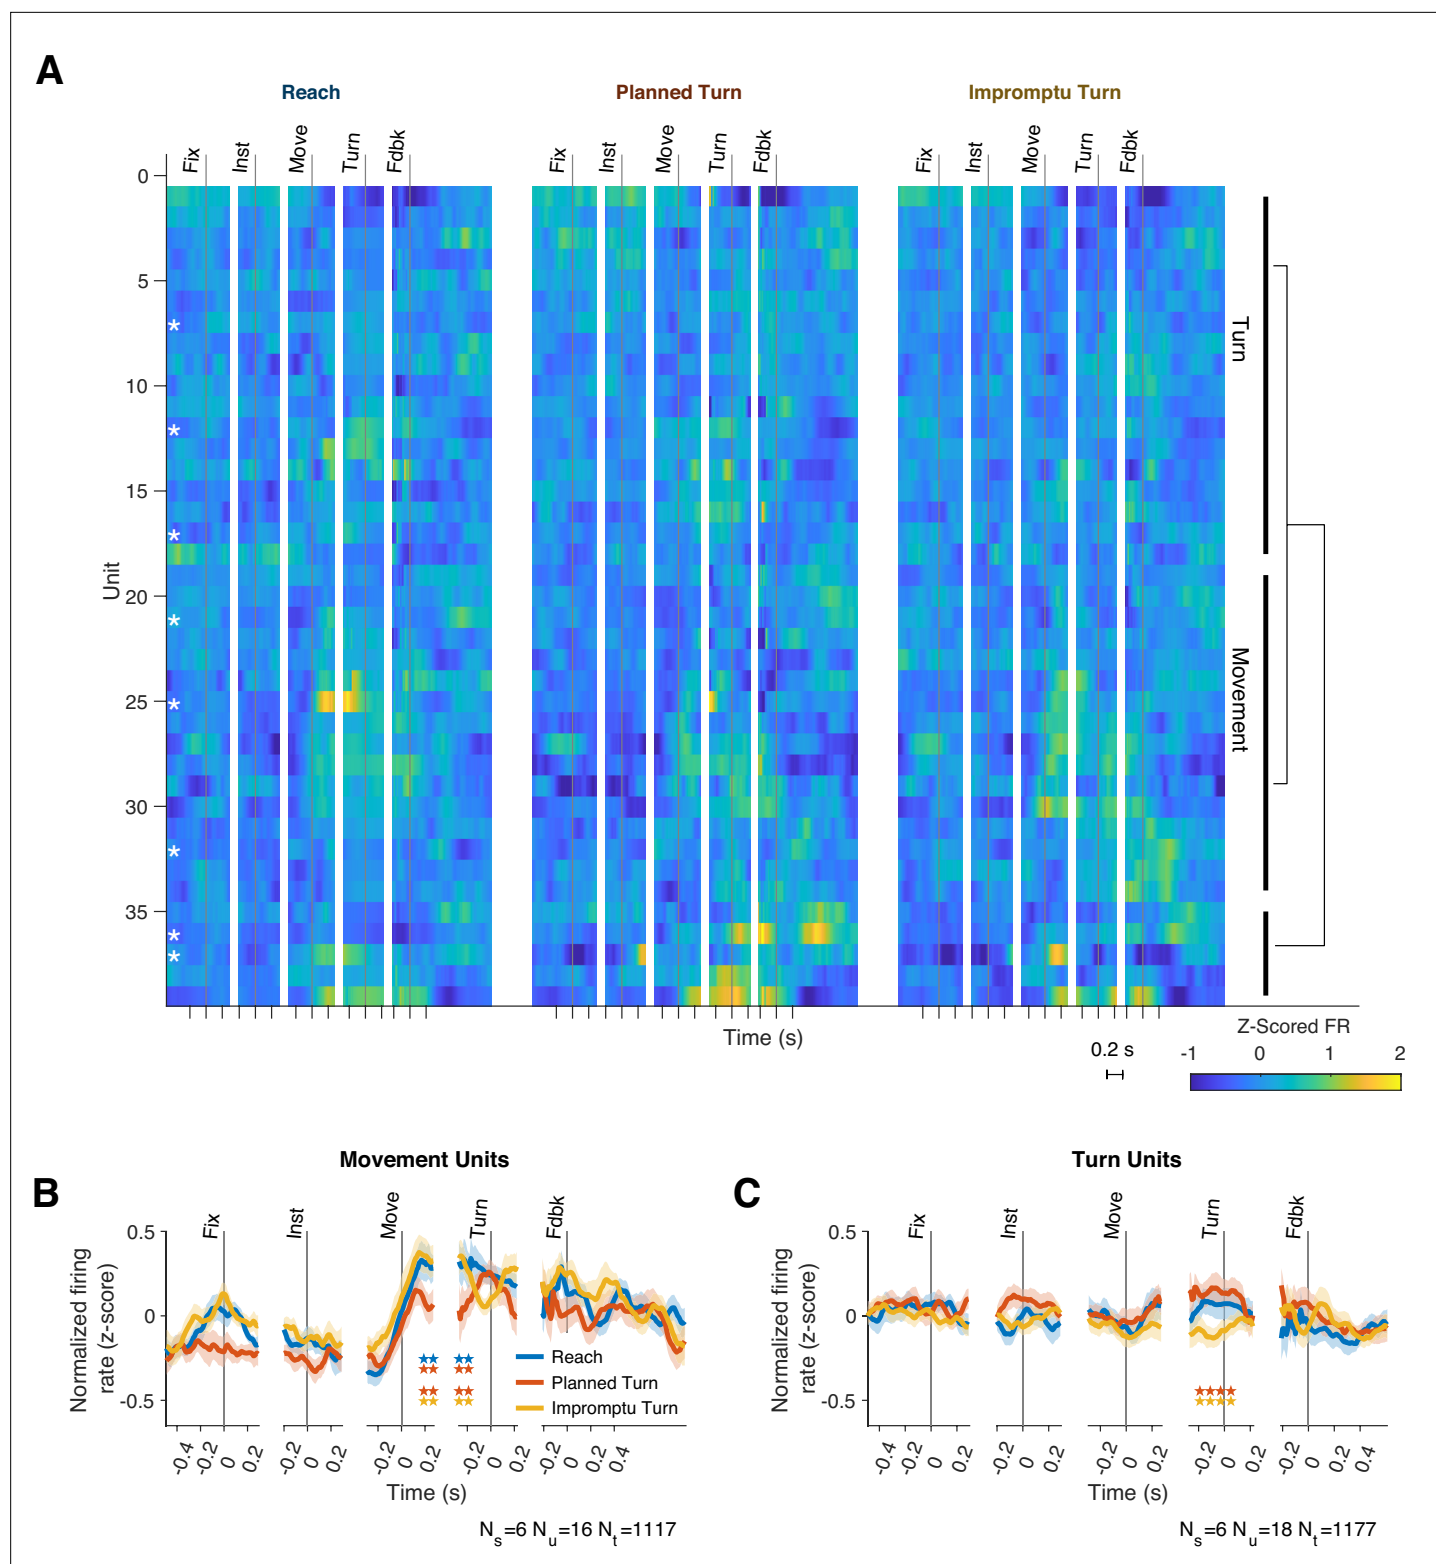 A
Reach Planned Turn Impromptu Turn
Fix Inst Move Turn Fdbk Fix Inst Move Turn Fdbk Fix Inst Move Turn Fdbk
0
5
10
15
20
25
30
35
Unit
* * * * * * * *
Turn
Movement
Time (s)
0.2 s
Z-Scored FR
-1 0 1 2
B
Movement Units
Fix Inst Move Turn Fdbk
0.5
0
-0.5
Normalized firing
rate (z-score)
Reach
Planned Turn
Impromptu Turn
-0.4 -0.2 0 0.2 -0.2 0 0.2 -0.2 0 0.2 -0.2 0 0.2 -0.2 0 0.2 0.4
Time (s)
Ns=6 Nu=16 Nt=1117
C
Turn Units
Fix Inst Move Turn Fdbk
0.5
0
-0.5
Normalized firing
rate (z-score)
-0.4 -0.2 0 0.2 -0.2 0 0.2 -0.2 0 0.2 -0.2 0 0.2 -0.2 0 0.2 0.4
Time (s)
Ns=6 Nu=18 Nt=1177